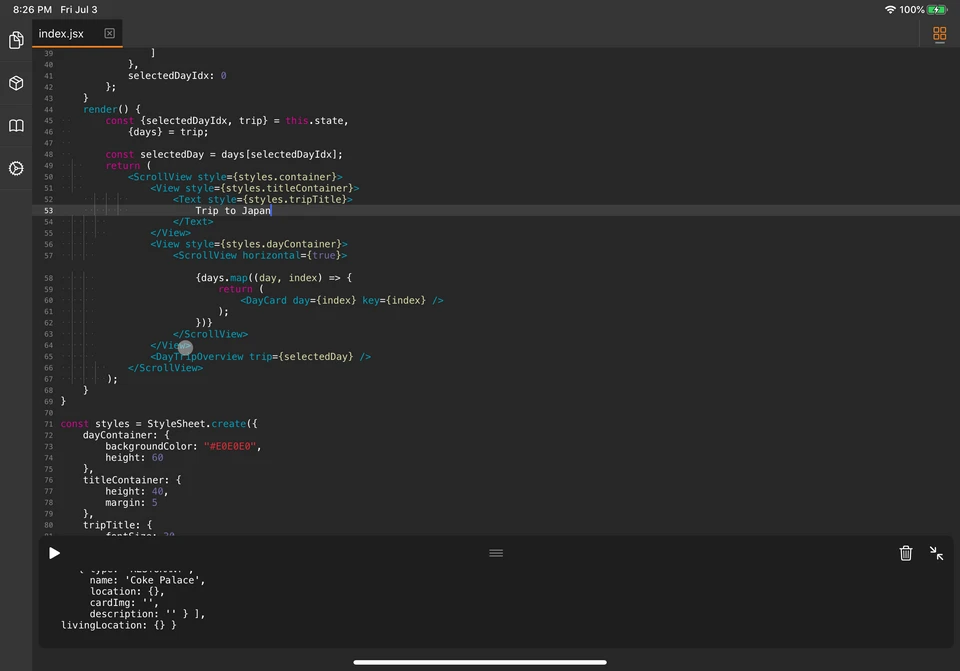 8:26 PM Fri Jul 3
100%
index.jsx
39 ]
40 },
41 selectedDayIdx: 0
42 };
43 }
44 render() {
45 const {selectedDayIdx, trip} = this.state,
46 {days} = trip;
47
48 const selectedDay = days[selectedDayIdx];
49 return (
50 <ScrollView style={styles.container}>
51 <View style={styles.titleContainer}>
52 <Text style={styles.tripTitle}>
53 Trip to Japan
54 </Text>
55 </View>
56 <View style={styles.dayContainer}>
57 <ScrollView horizontal={true}>
58 {days.map((day, index) => {
59 return (
60 <DayCard day={index} key={index} />
61 );
62 })}
63 </ScrollView>
64 </View>
65 <DayTripOverview trip={selectedDay} />
66 </ScrollView>
67 );
68 }
69 }
70
71 const styles = StyleSheet.create({
72 dayContainer: {
73 backgroundColor: "#E0E0E0",
74 height: 60
75 },
76 titleContainer: {
77 height: 40,
78 margin: 5
79 },
80 tripTitle: {
name: 'Coke Palace',
location: {},
cardImg: '',
description: '' } ],
livingLocation: {} }